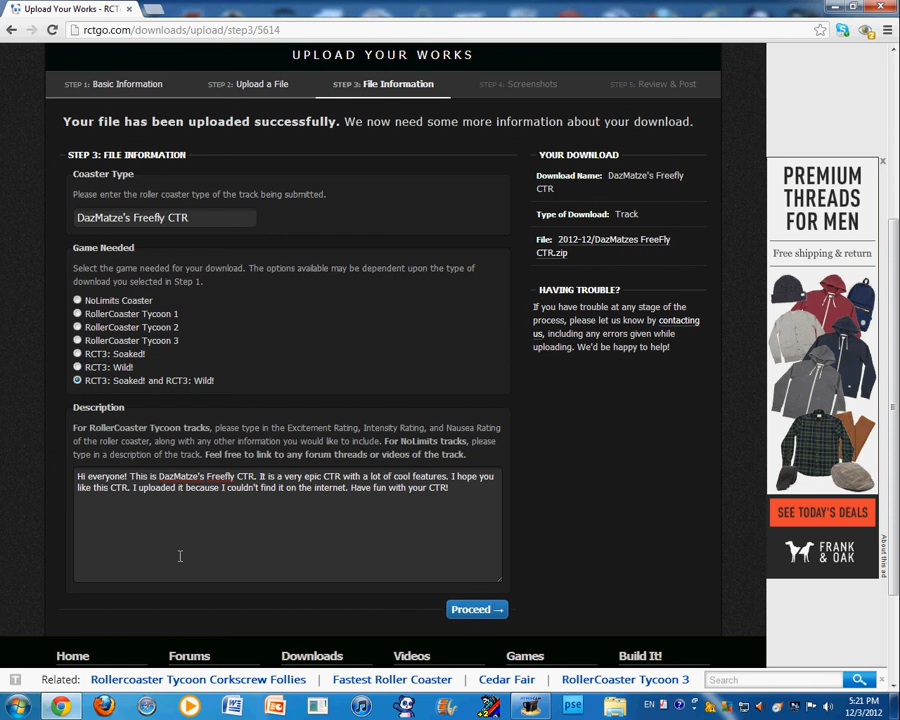 Upload Your Works - RCT
rctgo.com/downloads/upload/step3/5614
UPLOAD YOUR WORKS
STEP 1: Basic Information
STEP 2: Upload a File
STEP 3: File Information
STEP 4: Screenshots
STEP 5: Review & Post
Your file has been uploaded successfully. We now need some more information about your download.
STEP 3: FILE INFORMATION
Coaster Type
Please enter the roller coaster type of the track being submitted.
DazMatze's Freefly CTR
Game Needed
Select the game needed for your download. The options available may be dependent upon the type of
download you selected in Step 1.
NoLimits Coaster
RollerCoaster Tycoon 1
RollerCoaster Tycoon 2
RollerCoaster Tycoon 3
RCT3: Soaked!
RCT3: Wild!
RCT3: Soaked! and RCT3: Wild!
Description
For RollerCoaster Tycoon tracks, please type in the Excitement Rating, Intensity Rating, and Nausea Rating
of the roller coaster, along with any other information you would like to include. For NoLimits tracks, please
type in a description of the track. Feel free to link to any forum threads or videos of the track.
Hi everyone! This is DazMatze's Freefly CTR. It is a very epic CTR with a lot of cool features. I hope you
like this CTR. I uploaded it because I couldn't find it on the internet. Have fun with your CTR!
Proceed →
YOUR DOWNLOAD
Download Name: DazMatze's Freefly
CTR
Type of Download: Track
File: 2012-12/DazMatzes FreeFly
CTR.zip
HAVING TROUBLE?
If you have trouble at any stage of the
process, please let us know by contacting
us, including any errors given while
uploading. We'd be happy to help!
x
PREMIUM
THREADS
FOR MEN
Free shipping & return
SEE TODAY'S DEALS
FRANK
& OAK
About this ad
Home
Forums
Downloads
Videos
Games
Build It!
Related:
Rollercoaster Tycoon Corkscrew Follies
Fastest Roller Coaster
Cedar Fair
RollerCoaster Tycoon 3
Search
EN
5:21 PM
12/3/2012